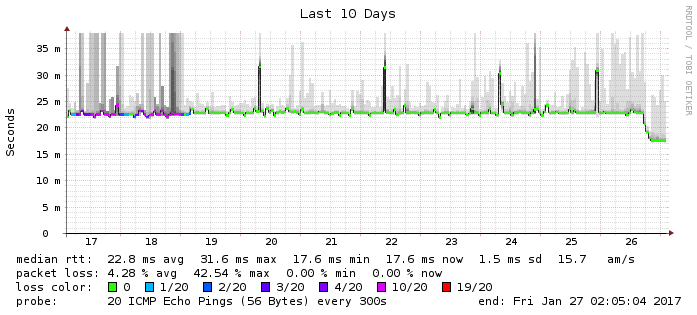 Last 10 Days
RRDTOOL / TOBI OETIKER
Seconds
35 m
30 m
25 m
20 m
15 m
10 m
5 m
0
17 18 19 20 21 22 23 24 25 26
median rtt: 22.8 ms avg 31.6 ms max 17.6 ms min 17.6 ms now 1.5 ms sd 15.7 am/s
packet loss: 4.28 % avg 42.54 % max 0.00 % min 0.00 % now
loss color: 0 1/20 2/20 3/20 4/20 10/20 19/20
probe: 20 ICMP Echo Pings (56 Bytes) every 300s end: Fri Jan 27 02:05:04 2017